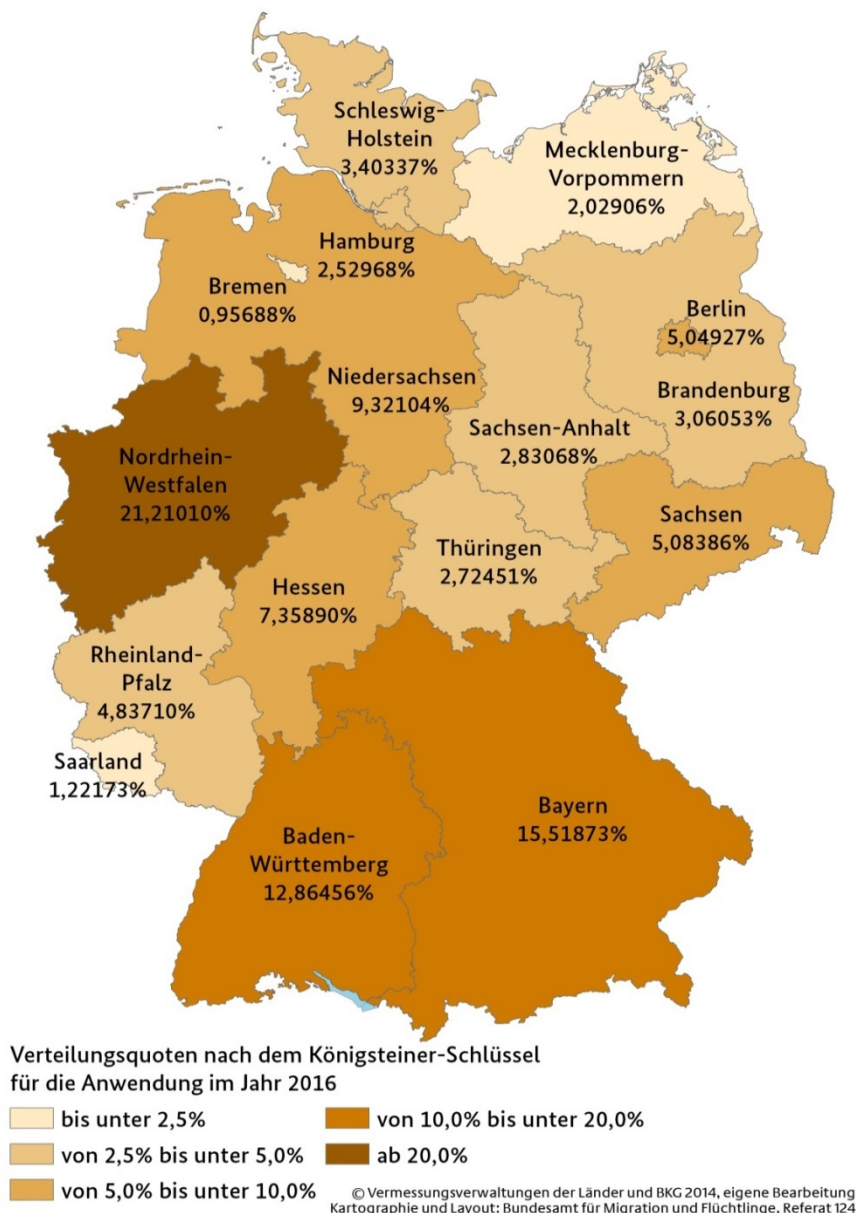 Schleswig-
Holstein
3,40337%
Mecklenburg-
Vorpommern
2,02906%
Hamburg
2,52968%
Bremen
0,95688%
Berlin
5,04927%
Niedersachsen
9,32104%
Brandenburg
3,06053%
Sachsen-Anhalt
2,83068%
Nordrhein-
Westfalen
21,21010%
Sachsen
5,08386%
Thüringen
2,72451%
Hessen
7,35890%
Rheinland-
Pfalz
4,83710%
Saarland
1,22173%
Bayern
15,51873%
Baden-
Württemberg
12,86456%
Verteilungsquoten nach dem Königsteiner-Schlüssel
für die Anwendung im Jahr 2016
bis unter 2,5%
von 2,5% bis unter 5,0%
von 5,0% bis unter 10,0%
von 10,0% bis unter 20,0%
ab 20,0%
© Vermessungsverwaltungen der Länder und BKG 2014, eigene Bearbeitung
Kartographie und Layout: Bundesamt für Migration und Flüchtlinge, Referat 124